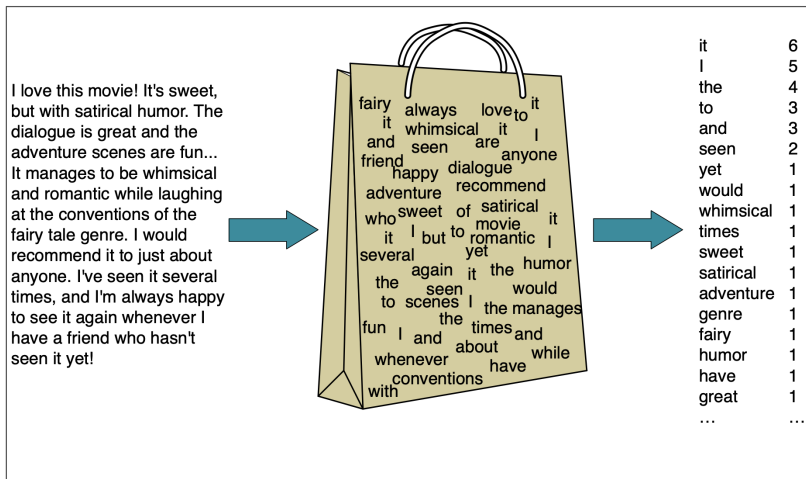 I love this movie! It's sweet,
but with satirical humor. The
dialogue is great and the
adventure scenes are fun...
It manages to be whimsical
and romantic while laughing
at the conventions of the
fairy tale genre. I would
recommend it to just about
anyone. I've seen it several
times, and I'm always happy
to see it again whenever I
have a friend who hasn't
seen it yet!
fairy always love to it
it whimsical it I
and seen are
friend anyone
happy dialogue
adventure recommend
who sweet of satirical
it I but to movie it
romantic I
several yet
again it the humor
the seen would
to scenes I the manages
fun the times and
I and about
whenever while
have
conventions
with
it 6
I 5
the 4
to 3
and 3
seen 2
yet 1
would 1
whimsical 1
times 1
sweet 1
satirical 1
adventure 1
genre 1
fairy 1
humor 1
have 1
great 1
… …